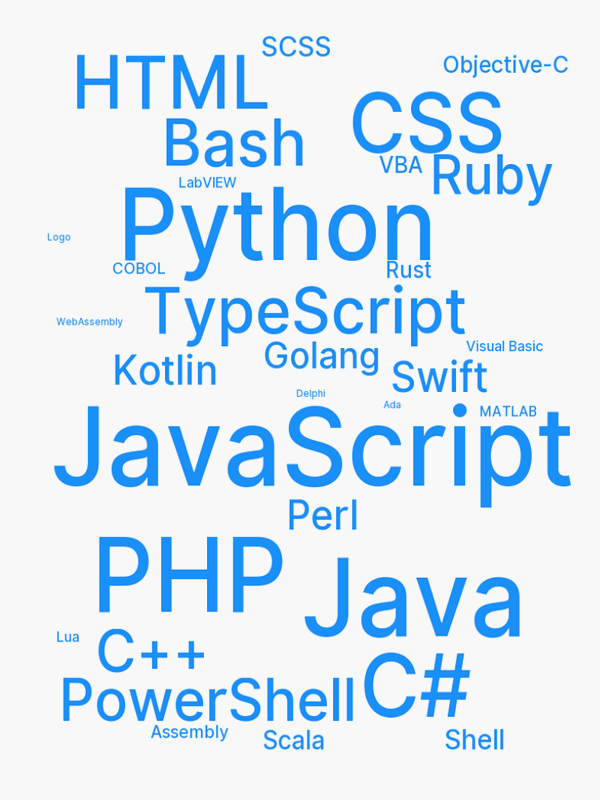 SCSS
Objective-C
HTML
CSS
Bash
VBA
Ruby
LabVIEW
Python
Logo
COBOL
Rust
TypeScript
WebAssembly
Visual Basic
Golang
Kotlin
Swift
Delphi
Ada
MATLAB
JavaScript
Perl
PHP
Java
Lua
C++
C#
PowerShell
Assembly
Scala
Shell